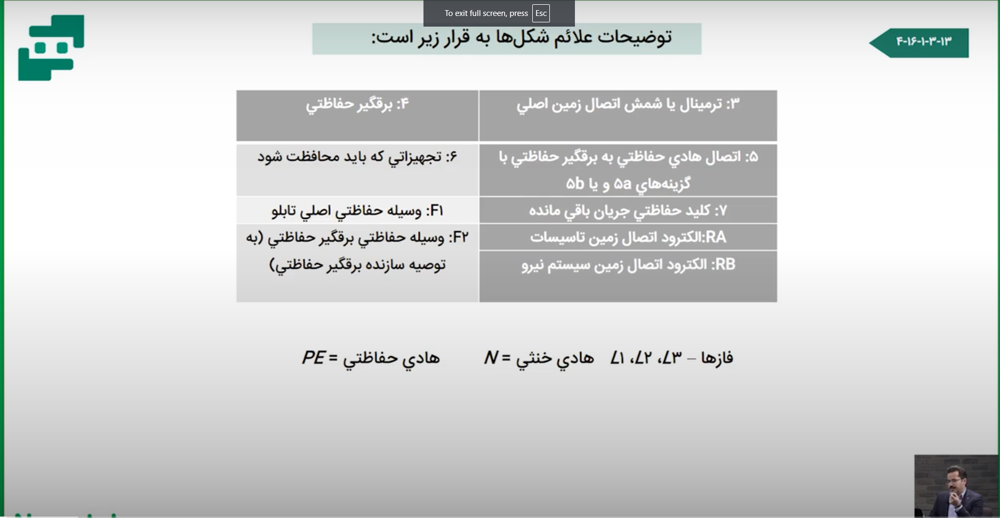 To exit full screen, press Esc
توضیحات علائم شکل‌ها به قرار زیر است:
۴-۱۶-۱-۳-۱۳
۳: ترمینال یا شمش اتصال زمین اصلي
۴: برقگیر حفاظتي
۵: اتصال هادي حفاظتي به برقگیر حفاظتي با
گزینه‌هاي ۵a و یا ۵b
۶: تجهیزاتي که باید محافظت شود
۷: کلید حفاظتي جریان باقي مانده
F۱: وسیله حفاظتي اصلي تابلو
RA:الکترود اتصال زمین تاسیسات
F۲: وسیله حفاظتي برقگیر حفاظتي (به
توصیه سازنده برقگیر حفاظتي)
RB: الکترود اتصال زمین سیستم نیرو
فازها – L۱ ،L۲ ،L۳ هادي خنثي = N هادي حفاظتي = PE